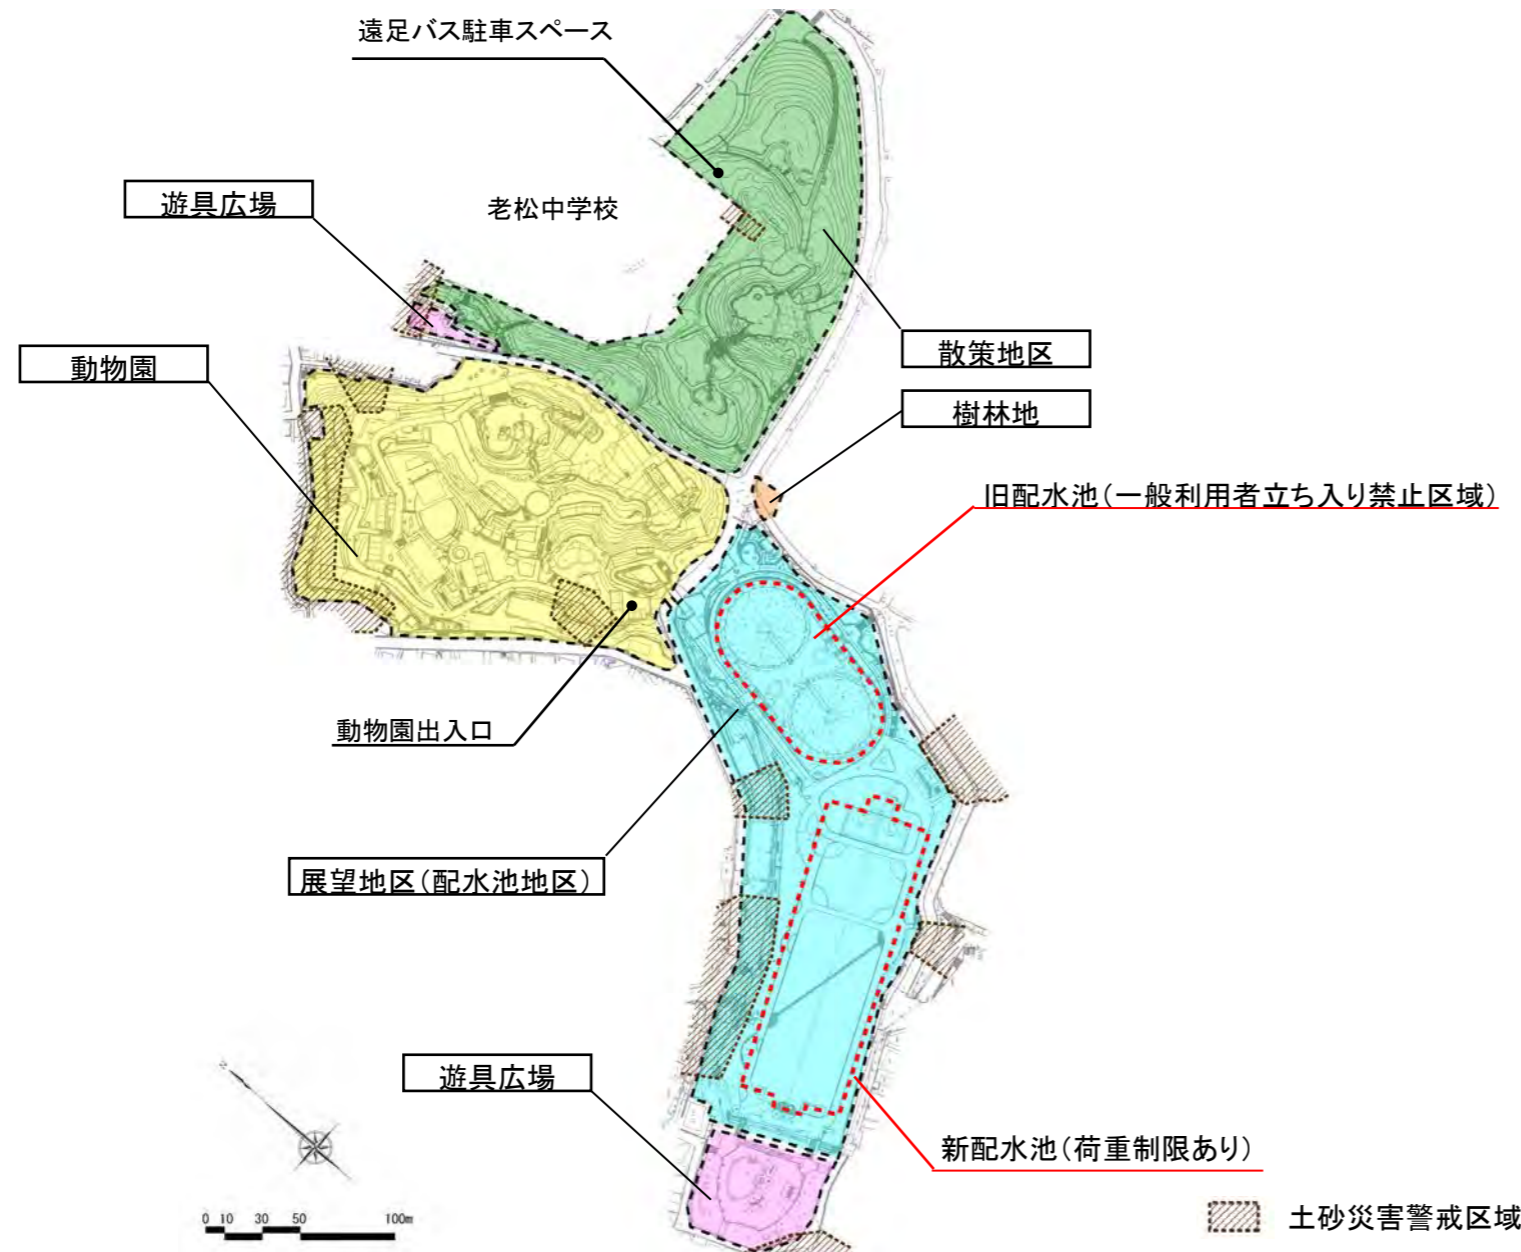 遠足バス駐車スペース
遊具広場
老松中学校
動物園
散策地区
樹林地
旧配水池(一般利用者立ち入り禁止区域)
動物園出入口
展望地区(配水池地区)
遊具広場
新配水池(荷重制限あり)
0 10 30 50 100m
土砂災害警戒区域